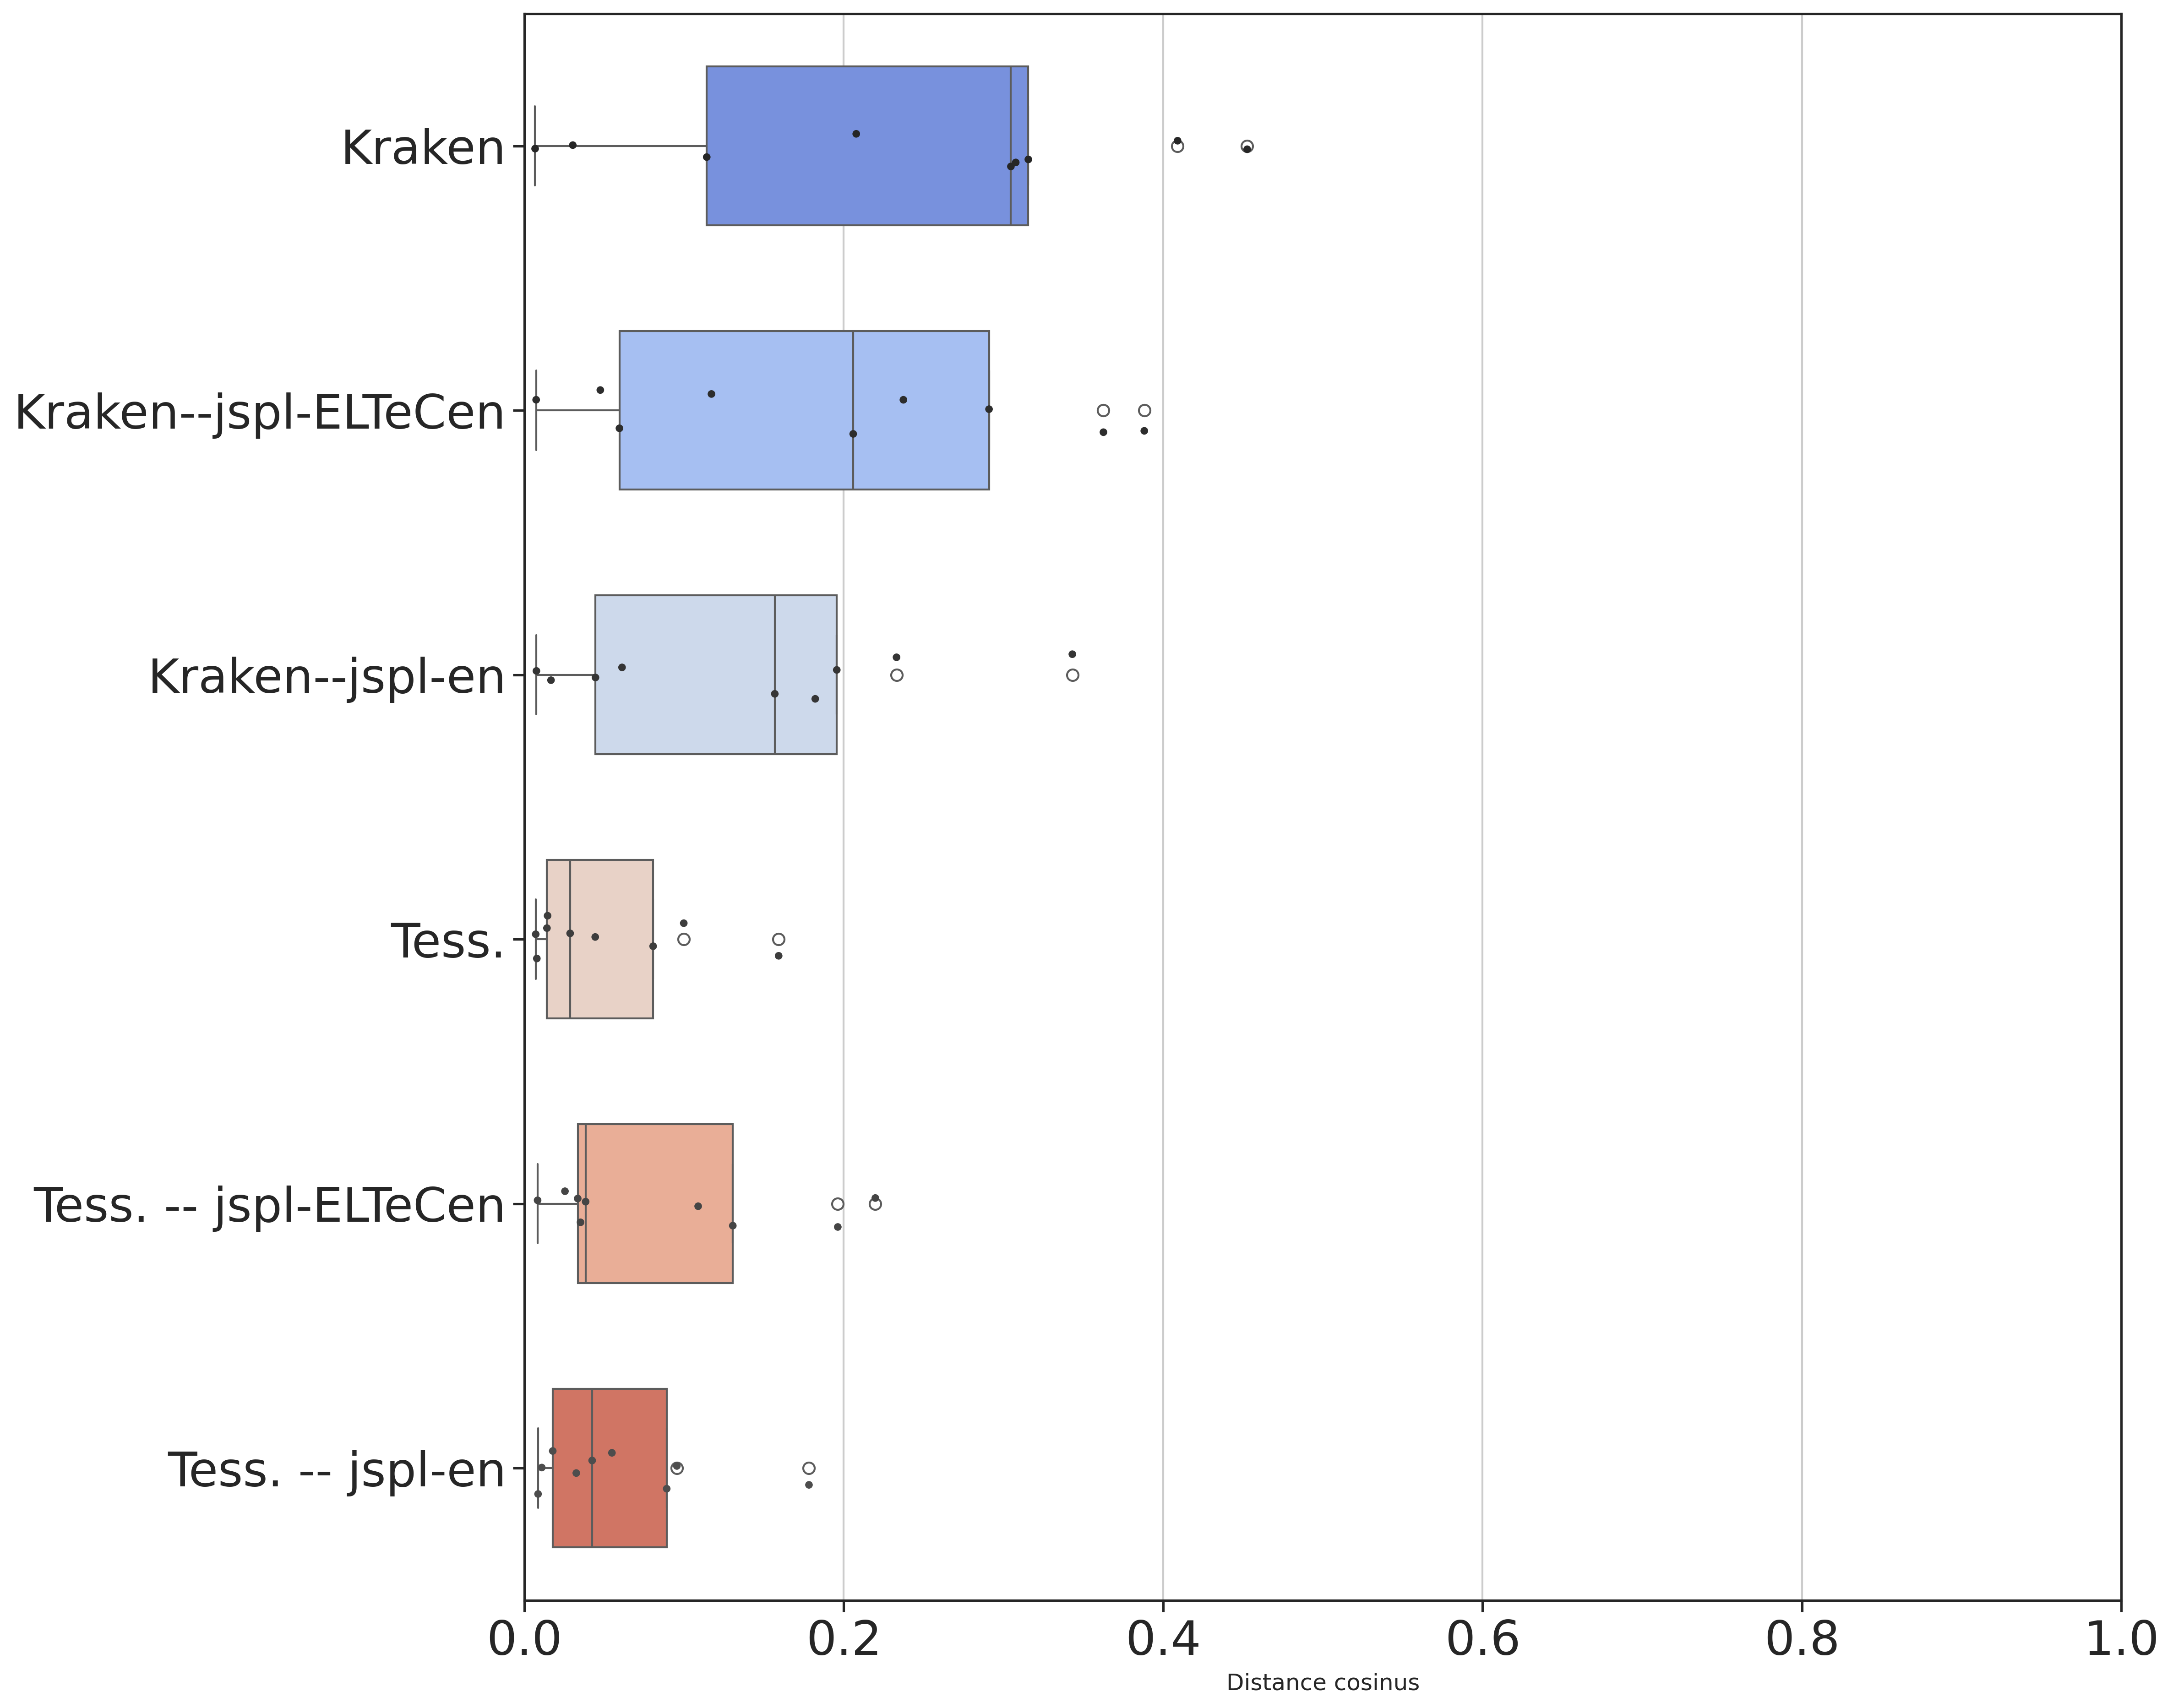 Kraken
Kraken--jspl-ELTeCen
Kraken--jspl-en
Tess.
Tess. -- jspl-ELTeCen
Tess. -- jspl-en
0.0 0.2 0.4 0.6 0.8 1.0
Distance cosinus